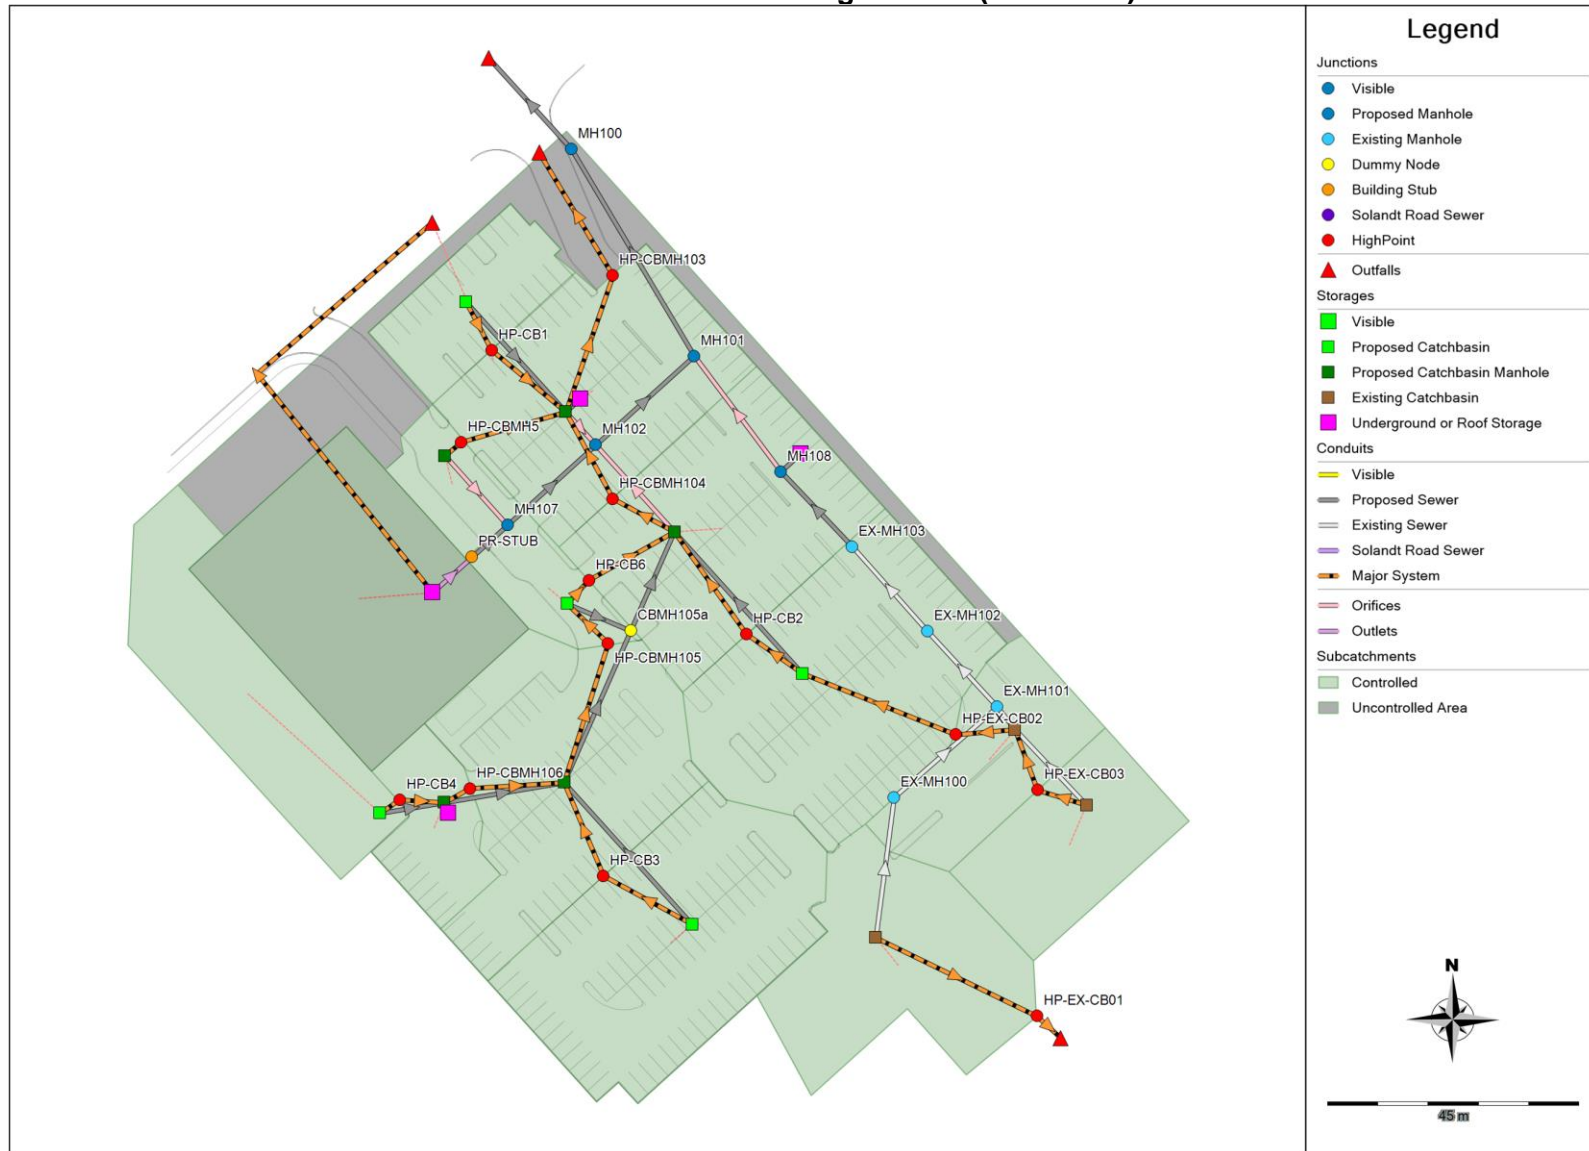 Legend
Junctions
Visible
Proposed Manhole
Existing Manhole
Dummy Node
Building Stub
Solandt Road Sewer
HighPoint
Outfalls
Storages
Visible
Proposed Catchbasin
Proposed Catchbasin Manhole
Existing Catchbasin
Underground or Roof Storage
Conduits
Visible
Proposed Sewer
Existing Sewer
Solandt Road Sewer
Major System
Orifices
Outlets
Subcatchments
Controlled
Uncontrolled Area
N
45 m
MH100
HP-CBMH103
HP-CB1
MH101
HP-CBMH5
MH102
MH108
HP-CBMH104
MH107
EX-MH103
PR-STUB
HP-CB6
CBMH105a
HP-CB2
EX-MH102
HP-CBMH105
EX-MH101
HP-EX-CB02
HP-CBMH106
HP-CB4
EX-MH100
HP-EX-CB03
HP-CB3
HP-EX-CB01